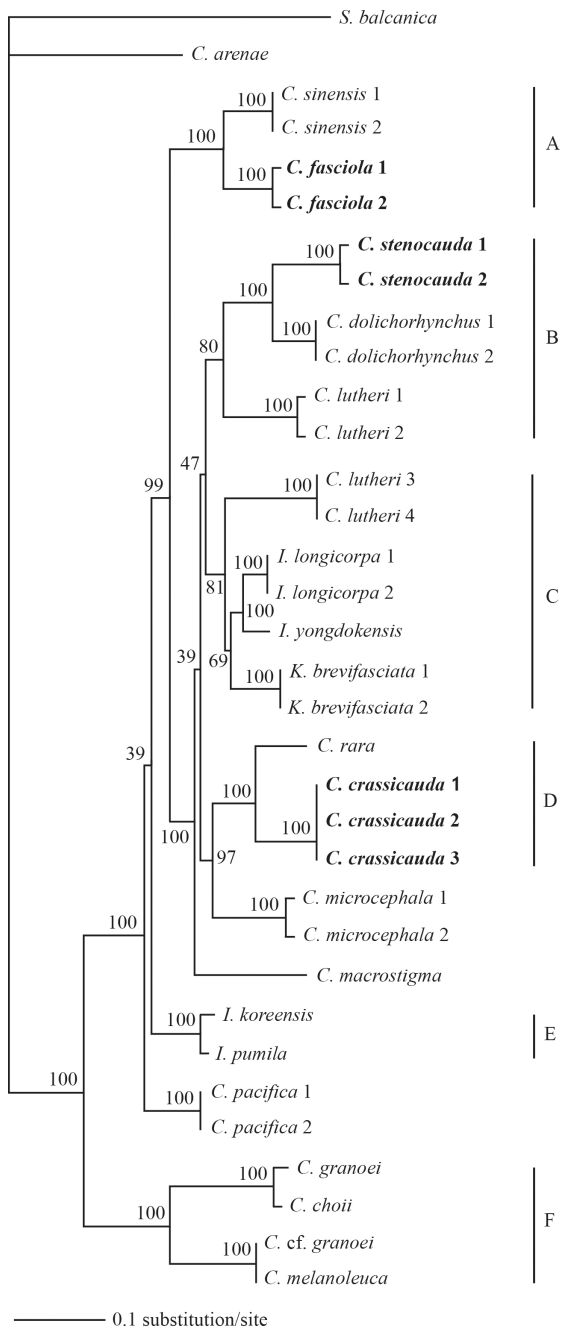 S. balcanica
C. arenae
100 C. sinensis 1
100 C. sinensis 2
A
100 C. fasciola 1
C. fasciola 2
100 C. stenocauda 1
C. stenocauda 2
100
B
80 100 C. dolichorhynchus 1
C. dolichorhynchus 2
100 C. lutheri 1
C. lutheri 2
47
99 100 C. lutheri 3
C. lutheri 4
100 I. longicorpa 1
81 I. longicorpa 2
C
100
I. yongdokensis
39 69
100 K. brevifasciata 1
K. brevifasciata 2
39
C. rara
100 C. crassicauda 1
D
C. crassicauda 2
100 100
97 C. crassicauda 3
100 C. microcephala 1
C. microcephala 2
100
C. macrostigma
100 I. koreensis
E
I. pumila
100
100 C. pacifica 1
C. pacifica 2
100 C. granoei
C. choii
100
F
100 C. cf. granoei
C. melanoleuca
0.1 substitution/site